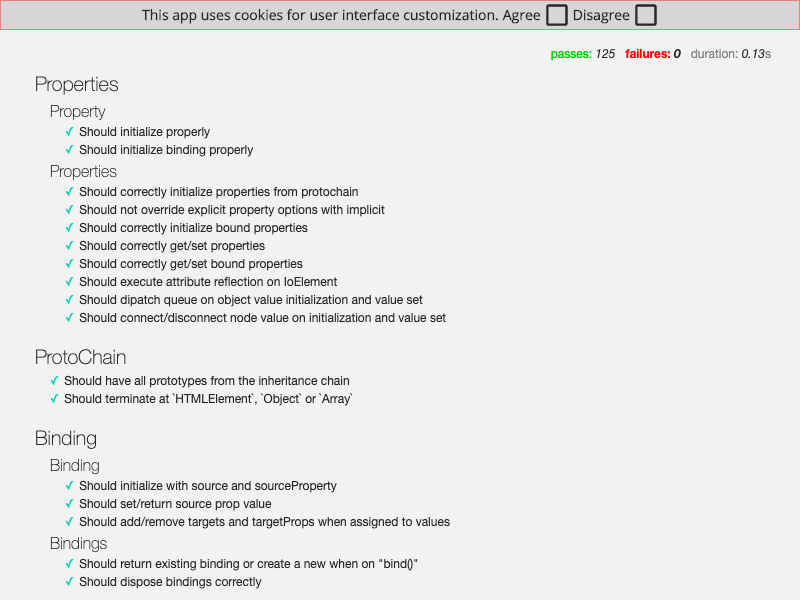 This app uses cookies for user interface customization. Agree Disagree
passes: 125 failures: 0 duration: 0.13s
Properties
Property
✓ Should initialize properly
✓ Should initialize binding properly
Properties
✓ Should correctly initialize properties from protochain
✓ Should not override explicit property options with implicit
✓ Should correctly initialize bound properties
✓ Should correctly get/set properties
✓ Should correctly get/set bound properties
✓ Should execute attribute reflection on IoElement
✓ Should dipatch queue on object value initialization and value set
✓ Should connect/disconnect node value on initialization and value set
ProtoChain
✓ Should have all prototypes from the inheritance chain
✓ Should terminate at `HTMLElement`, `Object` or `Array`
Binding
Binding
✓ Should initialize with source and sourceProperty
✓ Should set/return source prop value
✓ Should add/remove targets and targetProps when assigned to values
Bindings
✓ Should return existing binding or create a new when on "bind()"
✓ Should dispose bindings correctly